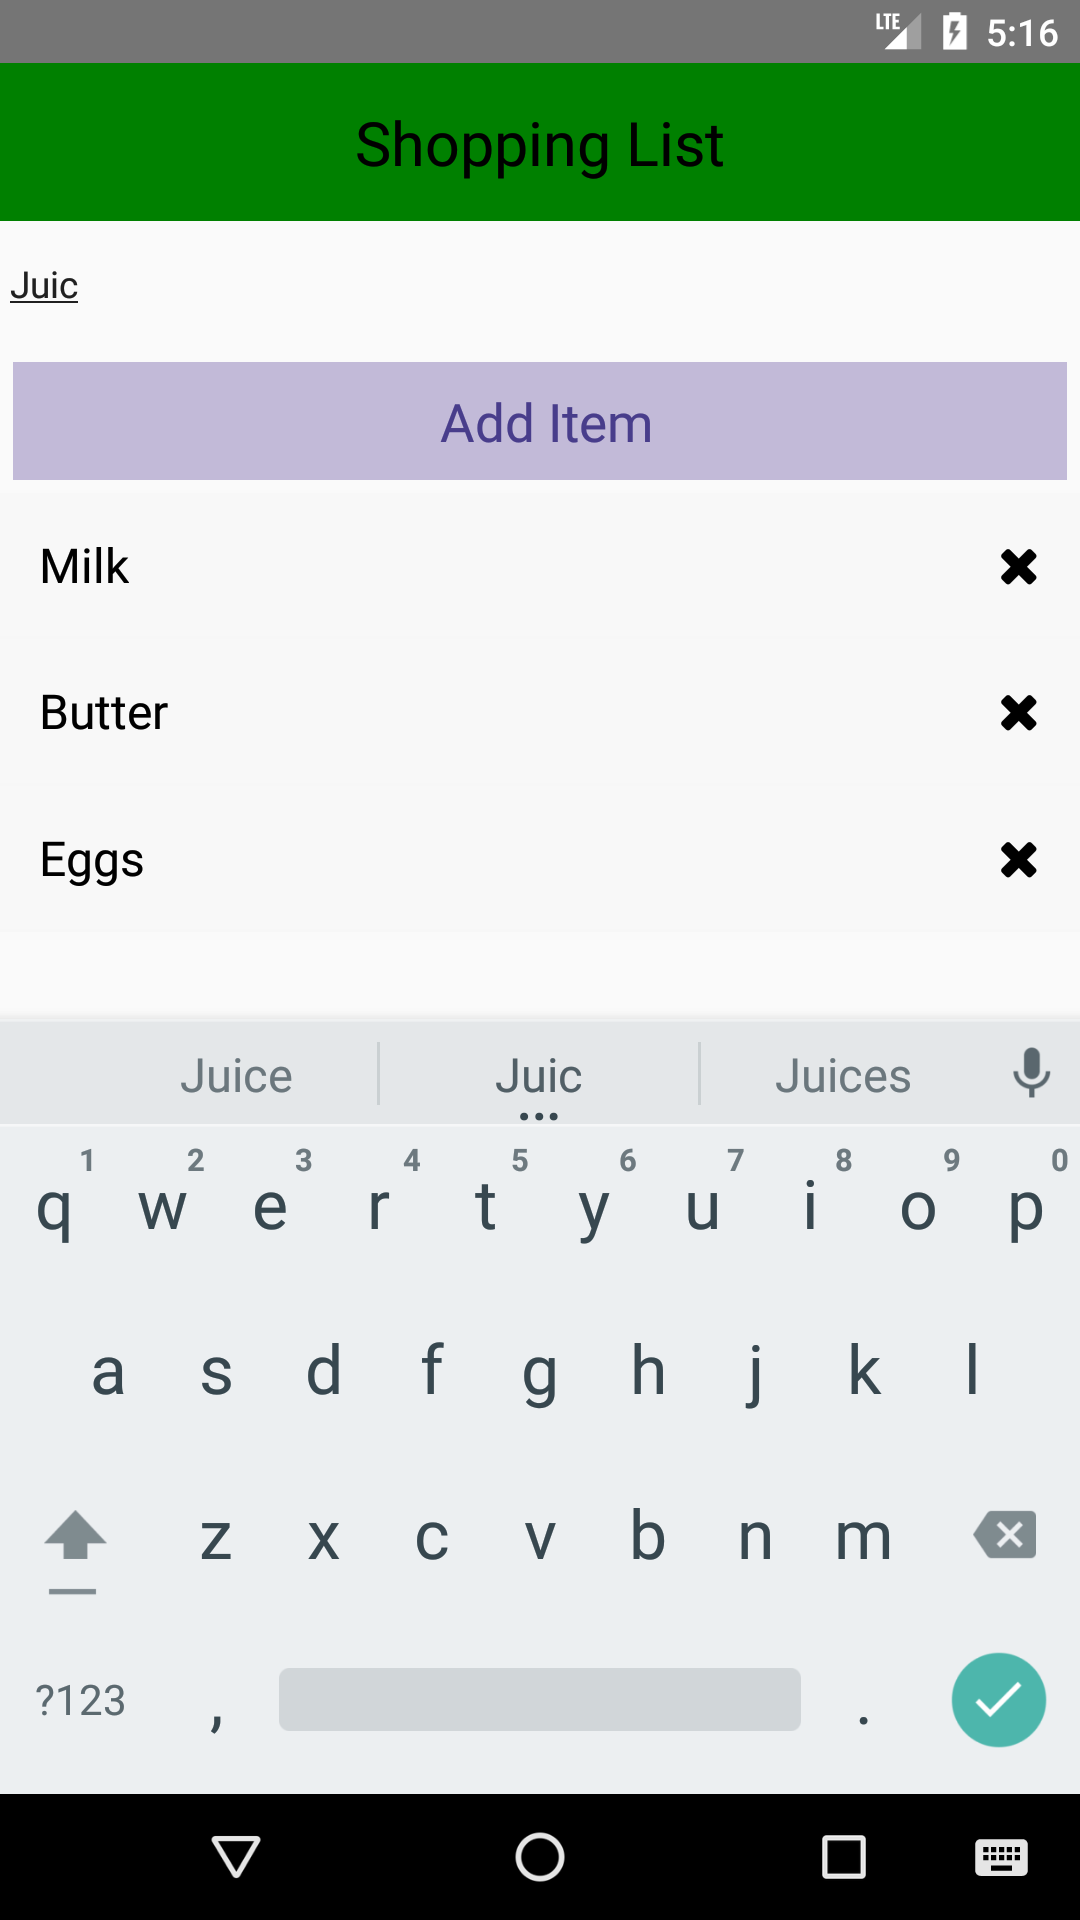 LTE 5:16
Shopping List
Juic
Add Item
Milk
Butter
Eggs
Juice Juic Juices
1 2 3 4 5 6 7 8 9 0
q w e r t y u i o p
a s d f g h j k l
z x c v b n m
?123 , .